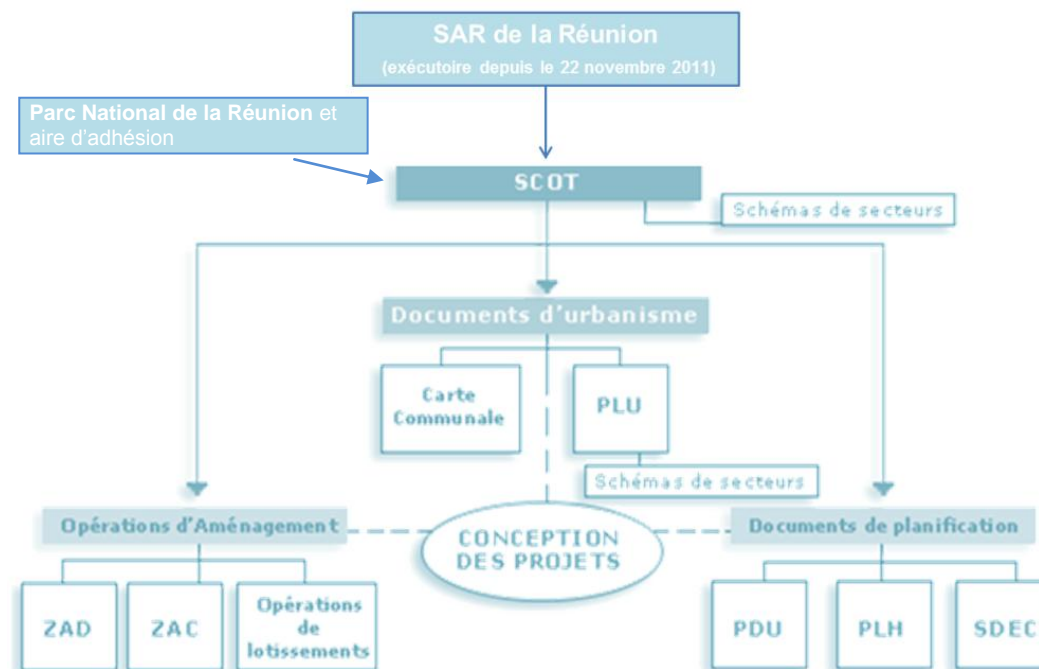 SAR de la Réunion
(exécutoire depuis le 22 novembre 2011)
Parc National de la Réunion et
aire d'adhésion
SCOT
Schémas de secteurs
Documents d'urbanisme
Carte
Communale
PLU
Schémas de secteurs
Opérations d'Aménagement
CONCEPTION
DES PROJETS
Documents de planification
ZAD
ZAC
Opérations
de
lotissements
PDU
PLH
SDEC